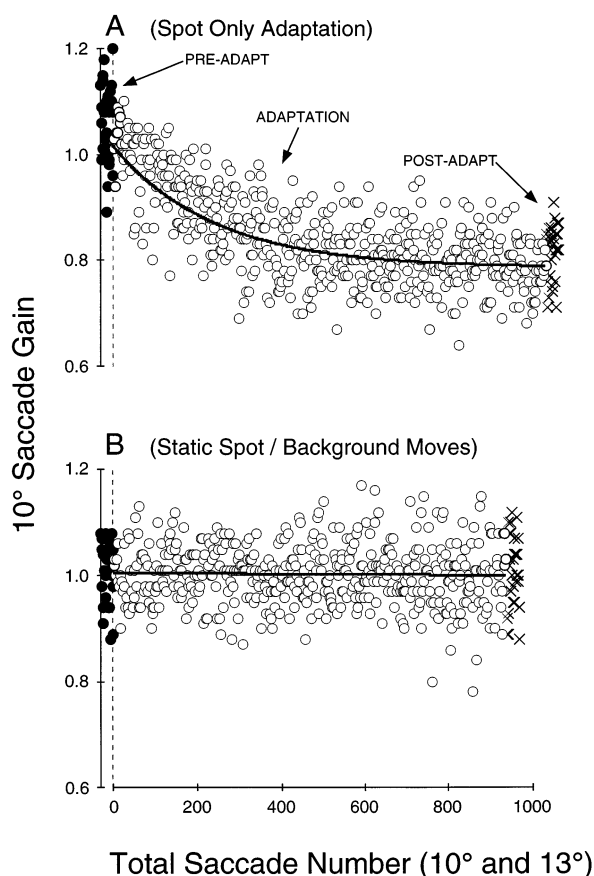 A (Spot Only Adaptation)
1.2
PRE-ADAPT
ADAPTATION
1.0
POST-ADAPT
0.8
0.6
10° Saccade Gain
B (Static Spot / Background Moves)
1.2
1.0
0.8
0.6
0 200 400 600 800 1000
Total Saccade Number (10° and 13°)